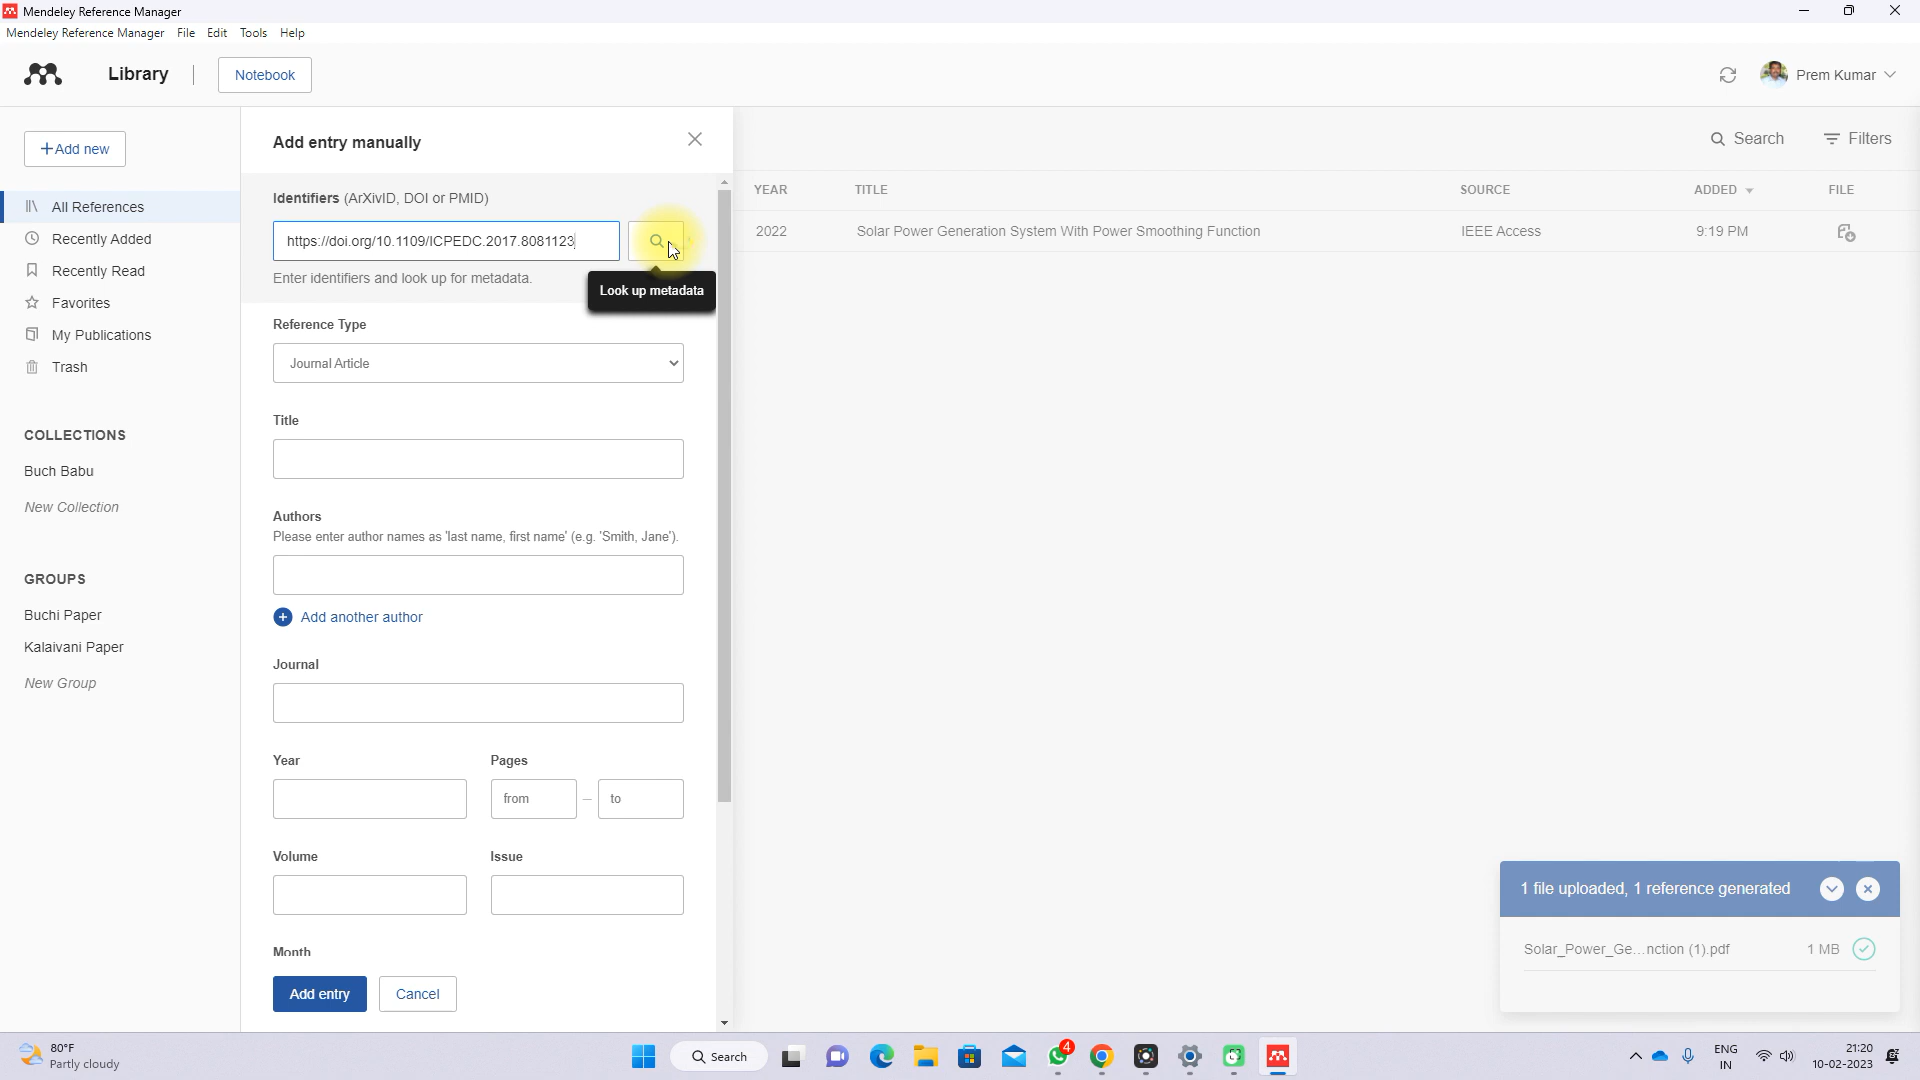 Mendeley Reference Manager
Mendeley Reference Manager File Edit Tools Help
Library | Notebook
Prem Kumar
+Add new
All References
Recently Added
Recently Read
Favorites
My Publications
Trash
COLLECTIONS
Buch Babu
New Collection
GROUPS
Buchi Paper
Kalaivani Paper
New Group
Add entry manually
Identifiers (ArXivID, DOI or PMID)
https://doi.org/10.1109/ICPEDC.2017.8081123
Enter identifiers and look up for metadata.
Look up metadata
Reference Type
Journal Article
Title
Authors
Please enter author names as 'last name, first name' (e.g. 'Smith, Jane').
+ Add another author
Journal
Year Pages
from – to
Volume Issue
Month
Add entry Cancel
Search Filters
YEAR TITLE SOURCE ADDED FILE
2022 Solar Power Generation System With Power Smoothing Function IEEE Access 9:19 PM
1 file uploaded, 1 reference generated
Solar_Power_Ge...nction (1).pdf 1 MB
80°F
Partly cloudy
Search
4
ENG
IN
21:20
10-02-2023